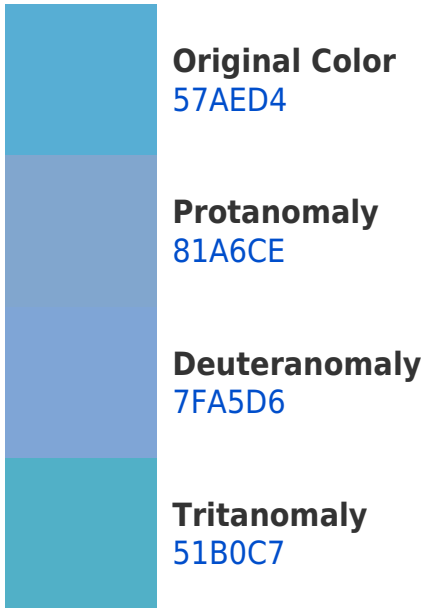 Original Color
57AED4
Protanomaly
81A6CE
Deuteranomaly
7FA5D6
Tritanomaly
51B0C7